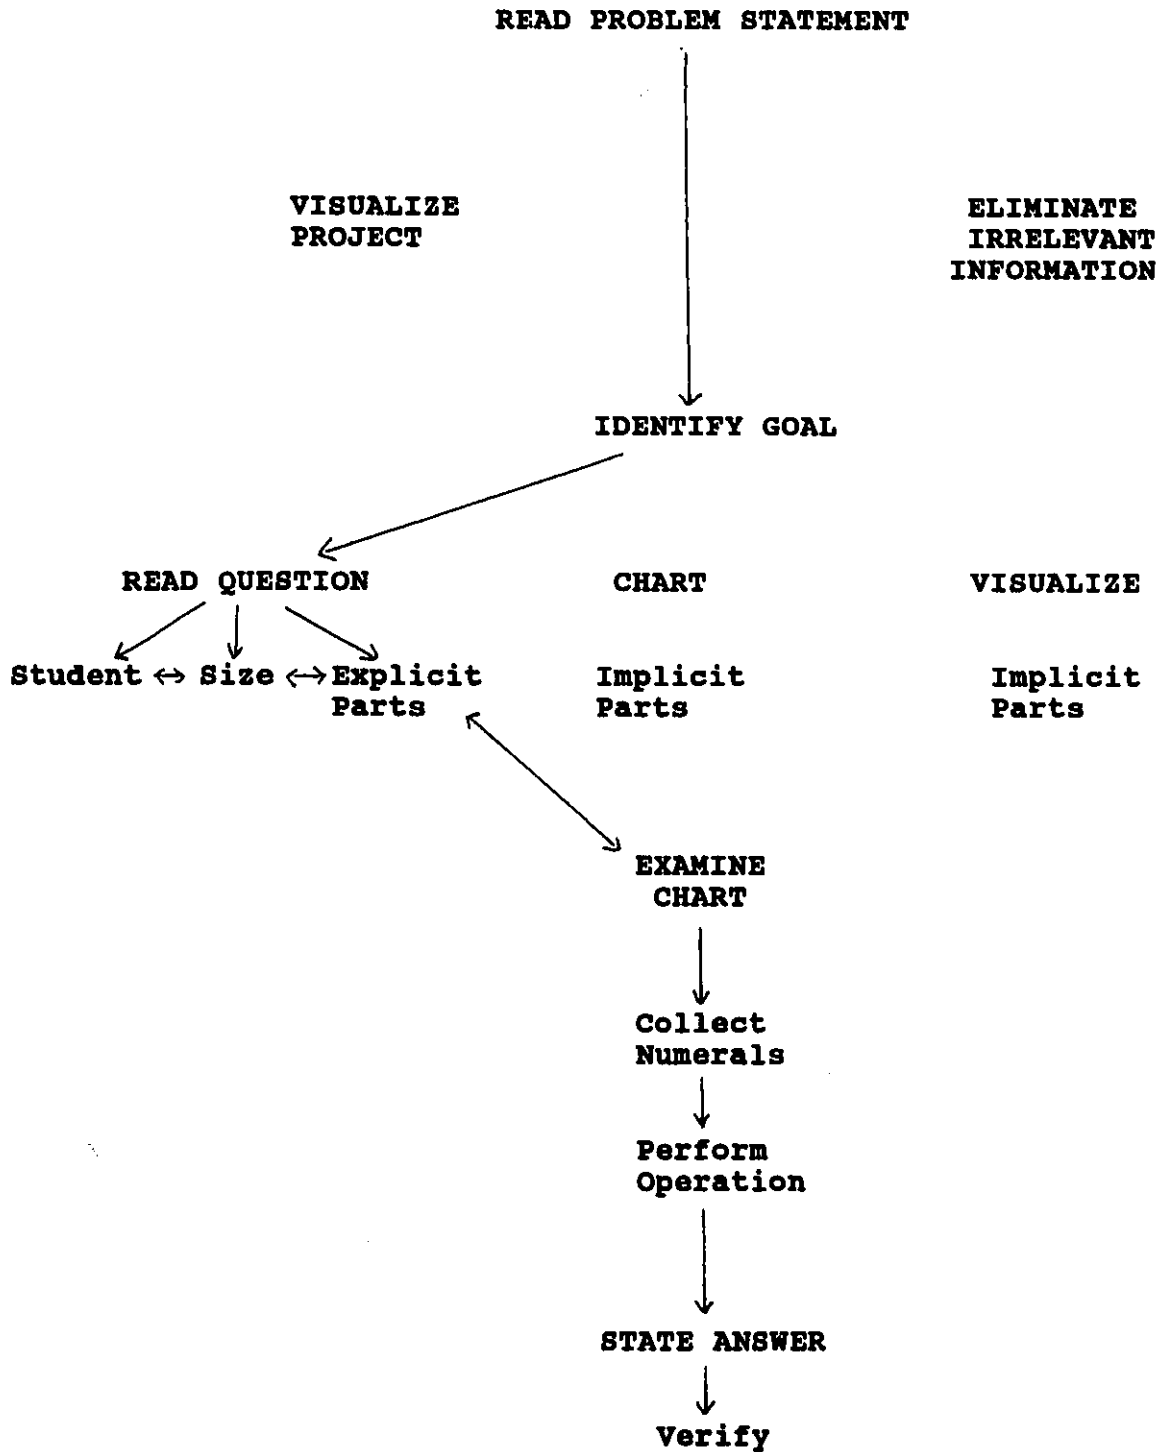 READ PROBLEM STATEMENT
VISUALIZE
PROJECT
ELIMINATE
IRRELEVANT
INFORMATION
IDENTIFY GOAL
READ QUESTION
CHART
VISUALIZE
Student ↔ Size ↔ Explicit
Parts
Implicit
Parts
Implicit
Parts
EXAMINE
CHART
Collect
Numerals
Perform
Operation
STATE ANSWER
Verify